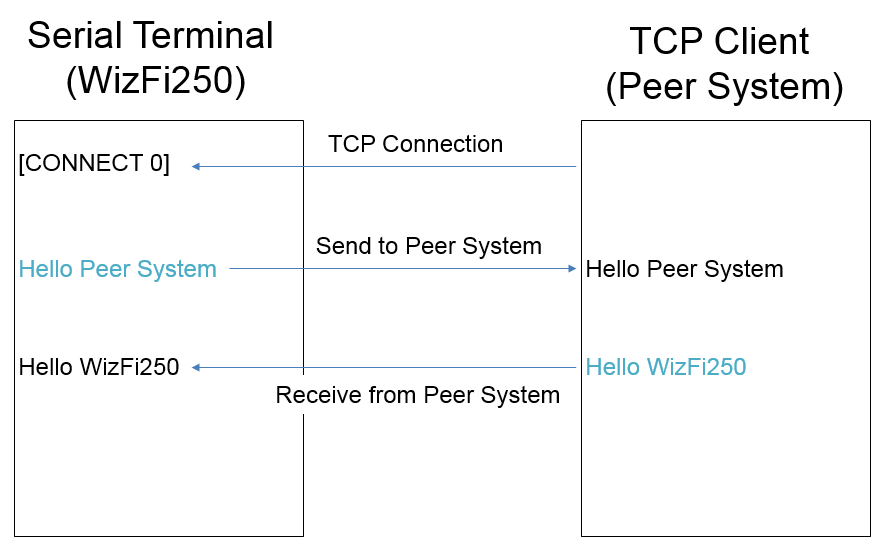 Serial Terminal
(WizFi250)
TCP Client
(Peer System)
TCP Connection
[CONNECT 0]
Send to Peer System
Hello Peer System
Hello Peer System
Hello WizFi250
Hello WizFi250
Receive from Peer System